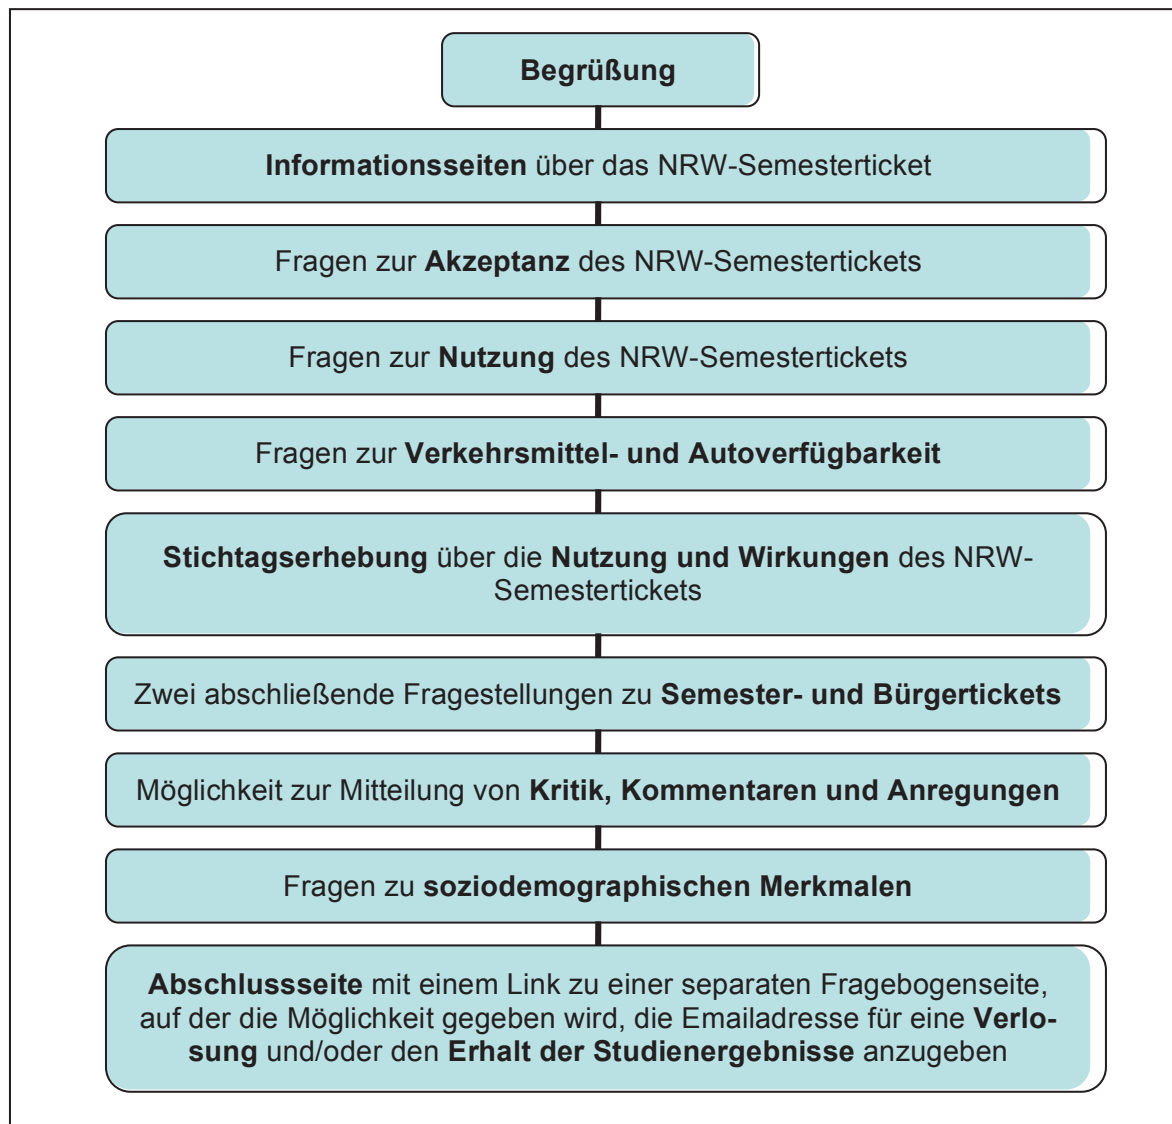 Begrüßung
Informationsseiten über das NRW-Semesterticket
Fragen zur Akzeptanz des NRW-Semestertickets
Fragen zur Nutzung des NRW-Semestertickets
Fragen zur Verkehrsmittel- und Autoverfügbarkeit
Stichtagserhebung über die Nutzung und Wirkungen des NRW-
Semestertickets
Zwei abschließende Fragestellungen zu Semester- und Bürgertickets
Möglichkeit zur Mitteilung von Kritik, Kommentaren und Anregungen
Fragen zu soziodemographischen Merkmalen
Abschlussseite mit einem Link zu einer separaten Fragebogenseite,
auf der die Möglichkeit gegeben wird, die Emailadresse für eine Verlo-
sung und/oder den Erhalt der Studienergebnisse anzugeben